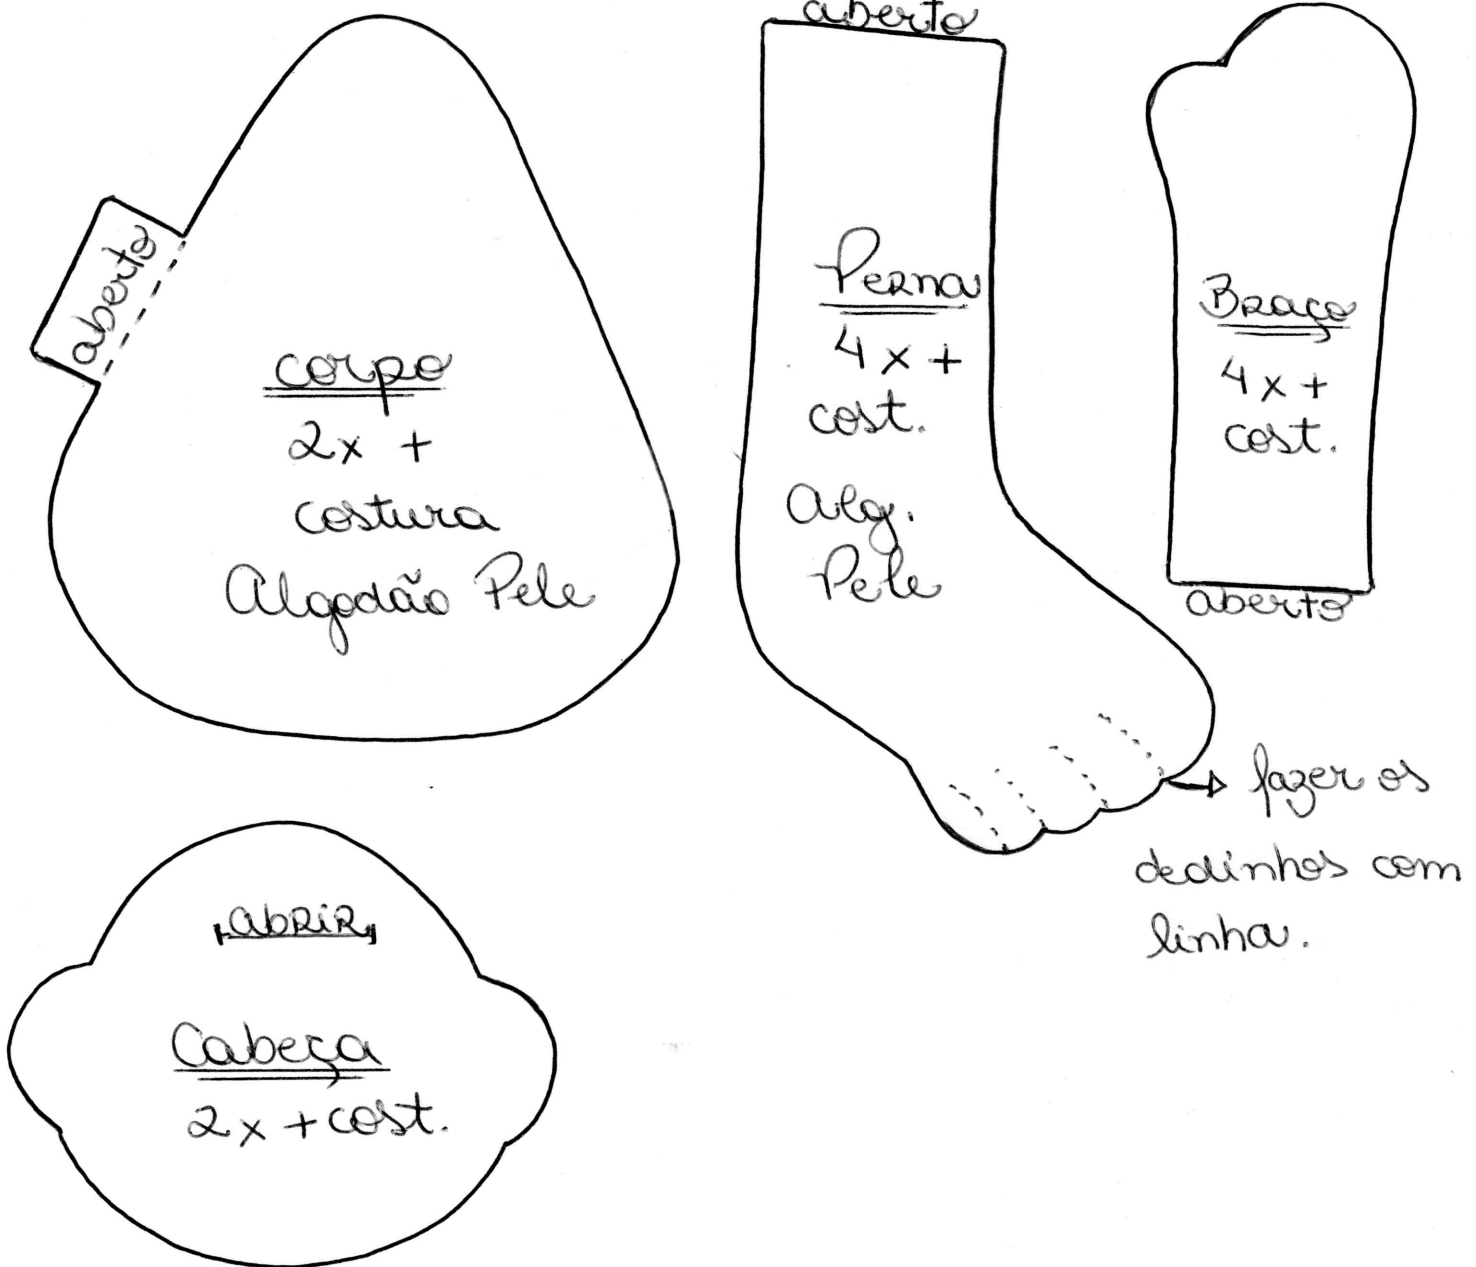 aberto
corpo
2x +
costura
Algodão Pele
aberto
Perna
4x +
cost.
Alg.
Pele
Braço
4x +
cost.
aberto
fazer os
dedinhos com
linha.
abrir
Cabeça
2x + cost.